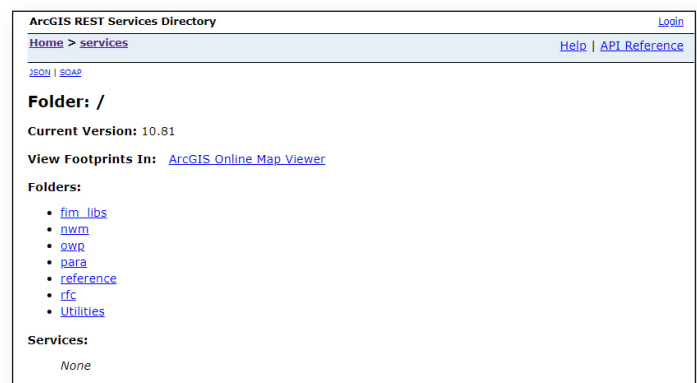 ArcGIS REST Services Directory Login
Home > services Help | API Reference
JSON | SOAP
Folder: /
Current Version: 10.81
View Footprints In: ArcGIS Online Map Viewer
Folders:
fim_libs
nwm
owp
para
reference
rfc
Utilities
Services:
None